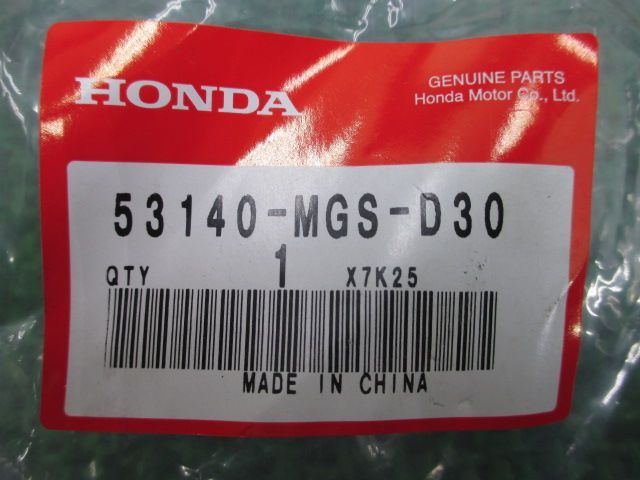 HONDA
GENUINE PARTS
Honda Motor Co., Ltd.
53140-MGS-D30
QTY 1 X7K25
MADE IN CHINA